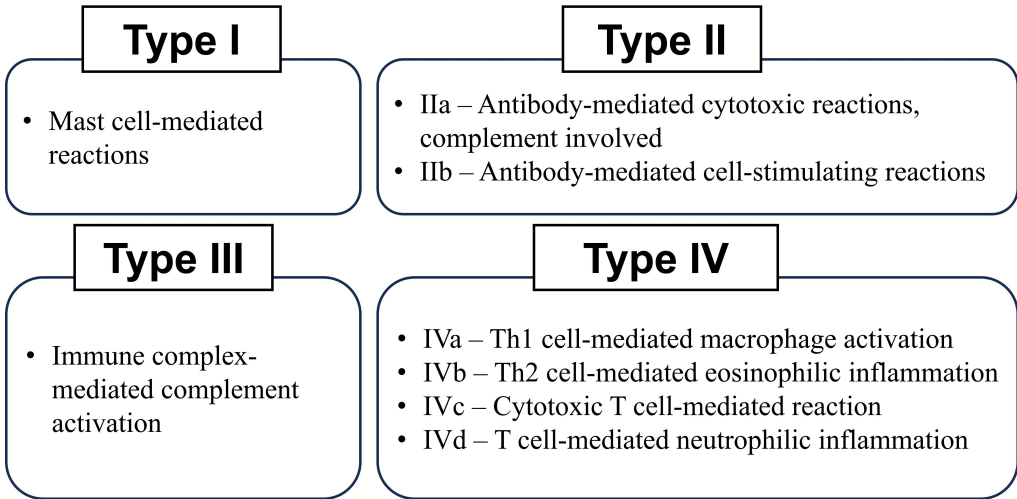 Type I
• Mast cell-mediated
reactions
Type II
• IIa – Antibody-mediated cytotoxic reactions,
complement involved
• IIb – Antibody-mediated cell-stimulating reactions
Type III
• Immune complex-
mediated complement
activation
Type IV
• IVa – Th1 cell-mediated macrophage activation
• IVb – Th2 cell-mediated eosinophilic inflammation
• IVc – Cytotoxic T cell-mediated reaction
• IVd – T cell-mediated neutrophilic inflammation